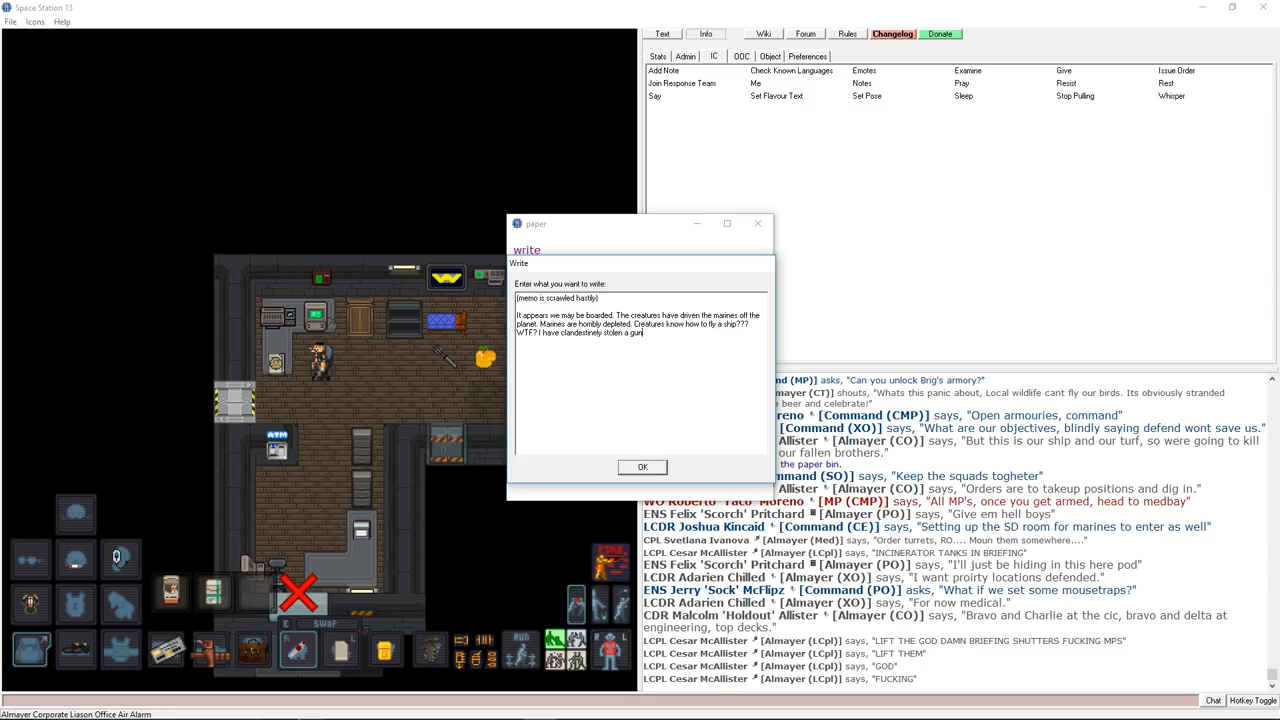 Space Station 13
File Icons Help
Text Info Wiki Forum Rules Changelog Donate
Stats Admin IC OOC Object Preferences
Add Note Check Known Languages Emotes Examine Give Issue Order
Join Response Team Me Notes Pray Resist Rest
Say Set Flavour Text Set Pose Sleep Stop Pulling Whisper
paper
write
Write
Enter what you want to write:
(memo is scrawled hastily)
It appears we may be boarded. The creatures have driven the marines off the
planet. Marines are horribly depleted. Creatures know how to fly a ship???
WTF? I have clandestinely stolen a gun
OK
nd (MP)] asks, "Can you unlock Brig's armory?"
lmayer (CT)] shouts, "Whats this panic about, Local wildlife cant fly our birds. Its obviously stranded
beer and celebrate!"
reno [Command (CMP)] says, "Open armouries, command"
[Command (XO)] says, "What are our objectives, blindly saying defend wont save us."
Allister [Almayer (CO)] says, "But this is our ship and our turf, so were going to kill
our fallen brothers."
the paper bin.
mmand (SO)] says, "Keep the squads togheter"
Allister [Almayer (CO)] says, "Orders are to takeup positions and dig in."
Moreno [MP (CMP)] says, "All MP's, once you get armed, head to medbay"
ENS Felix 'Scorch' Pritchard [Almayer (PO)] says, "Give em hell boys"
LCDR Joshua Kincaid [Command (CE)] says, "Setting up the SD room for marines to enter as well"
CPL Svetlana Ivanova [Almayer (Med)] says, "Order turrets, RO.... Moun them somewhere...."
LCPL Cesar McAllister [Almayer (LCpl)] says, "INCINERATOR TANKS IN BRIEFING"
ENS Felix 'Scorch' Pritchard [Almayer (PO)] says, "I'll just be hiding in this here pod"
LCDR Adarien Chilled [Almayer (XO)] says, "I want proirty locations defended."
ENS Jerry 'Sock' McFlipz [Command (PO)] asks, "What if we set some mousetraps?"
LCDR Adarien Chilled [Almayer (XO)] says, "For now medical."
CDR Malcolm 'Holdout' Allister [Almayer (CO)] says, "Bravo and Charlie at the cic, bravo and delta at
engineering, top decks."
LCPL Cesar McAllister [Almayer (LCpl)] says, "LIFT THE GOD DAMN BRIEFING SHUTTERS FUCKING MPS"
LCPL Cesar McAllister [Almayer (LCpl)] says, "LIFT THEM"
LCPL Cesar McAllister [Almayer (LCpl)] says, "GOD"
LCPL Cesar McAllister [Almayer (LCpl)] says, "FUCKING"
ATM
FIRE
E SWAP
R
L
RUN
Chat Hotkey Toggle
Almayer Corporate Liason Office Air Alarm